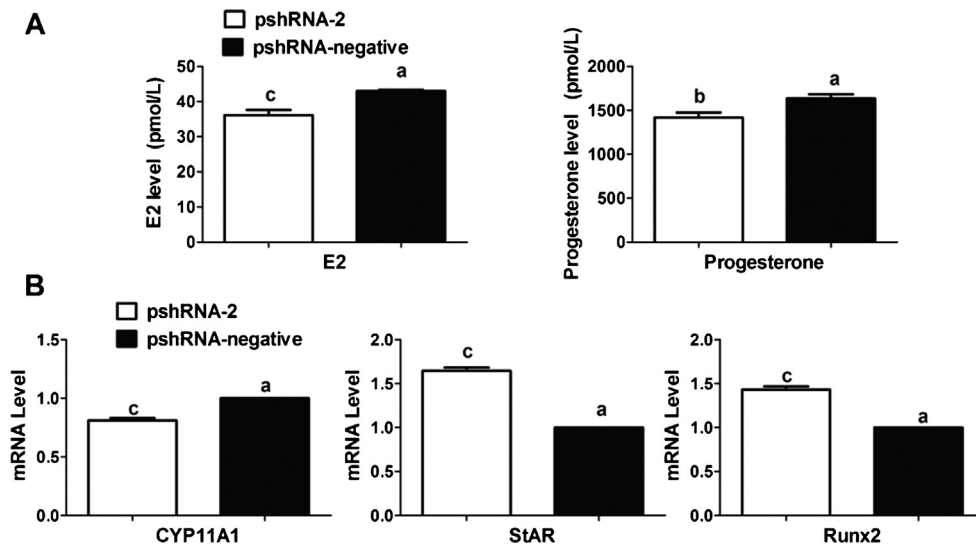 A
pshRNA-2
pshRNA-negative
E2 level (pmol/L)
50
40
30
20
10
0
c
a
E2
Progesterone level (pmol/L)
2000
1500
1000
500
0
b
a
Progesterone
B
pshRNA-2
pshRNA-negative
mRNA Level
1.5
1.0
0.5
0.0
c
a
CYP11A1
mRNA Level
2.0
1.5
1.0
0.5
0.0
c
a
StAR
mRNA Level
2.0
1.5
1.0
0.5
0.0
c
a
Runx2